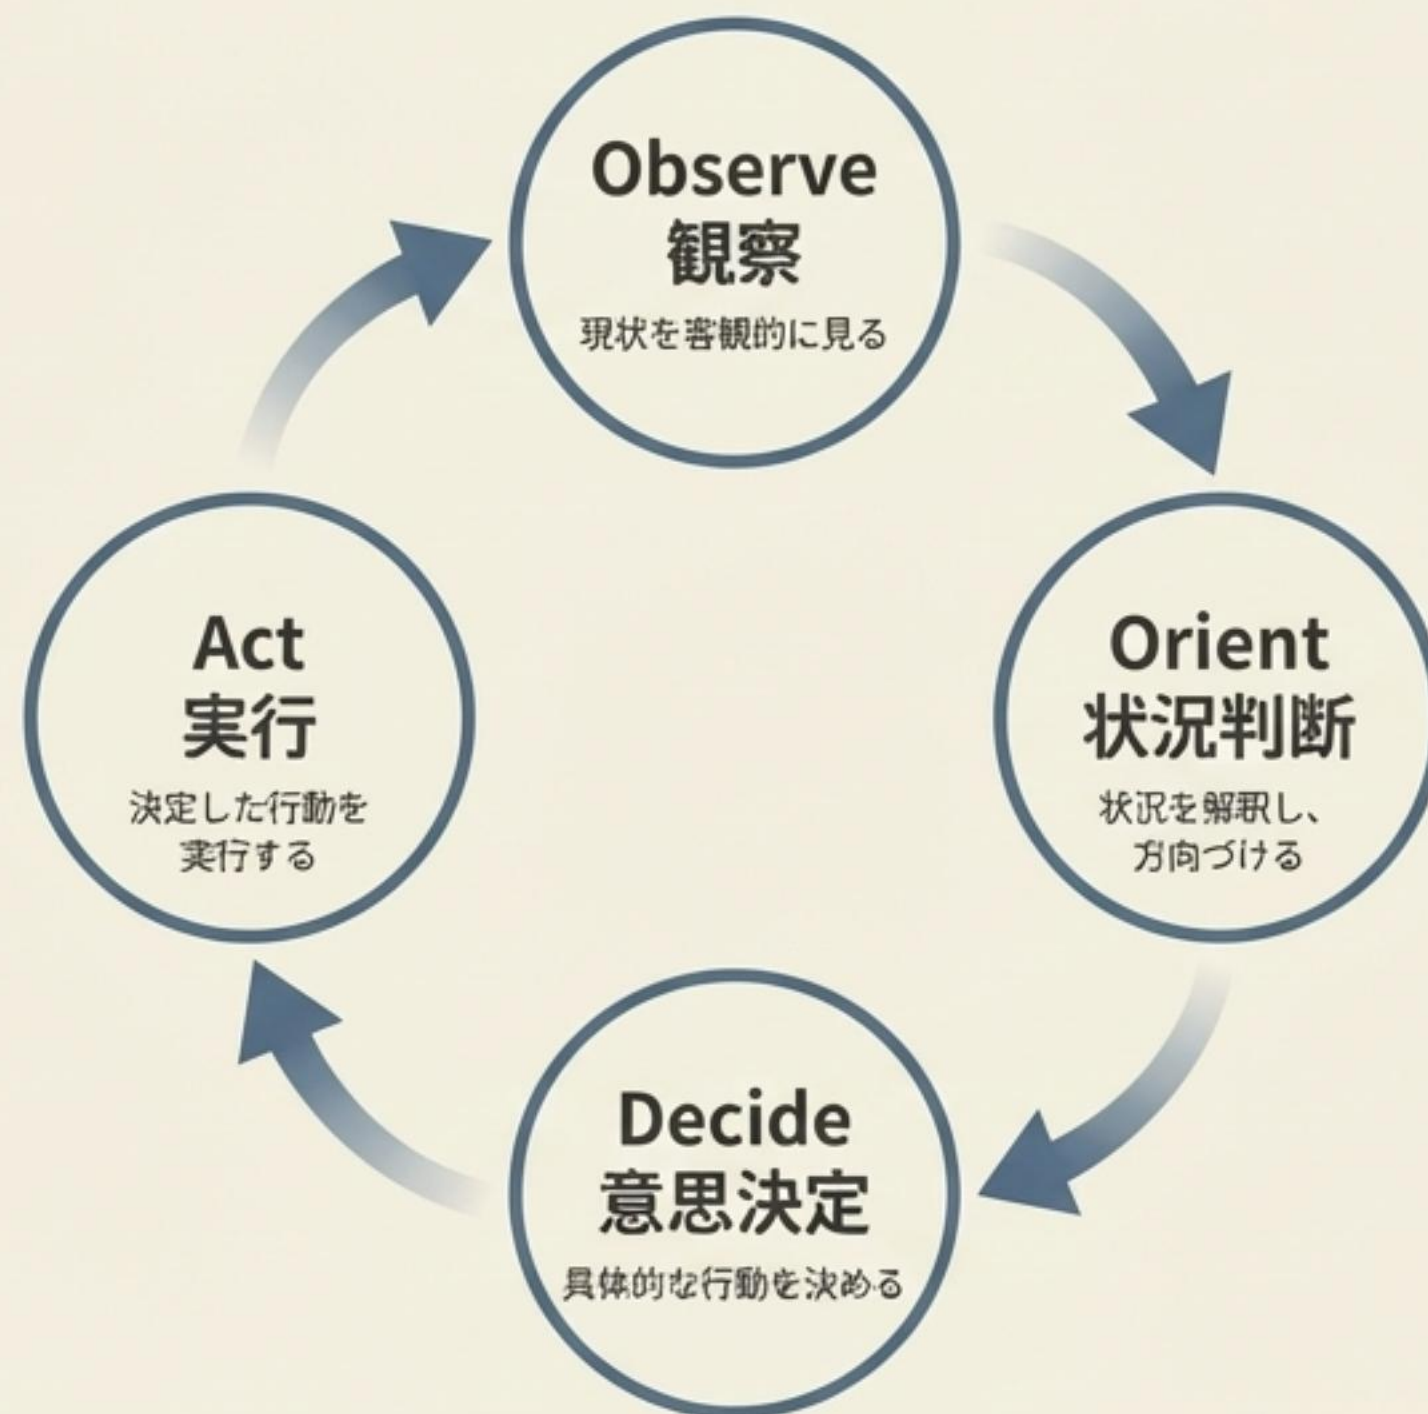 Observe
観察
現状を客観的に見る
Orient
状況判断
状況を解釈し、
方向づける
Decide
意思決定
具体的な行動を決める
Act
実行
決定した行動を
実行する